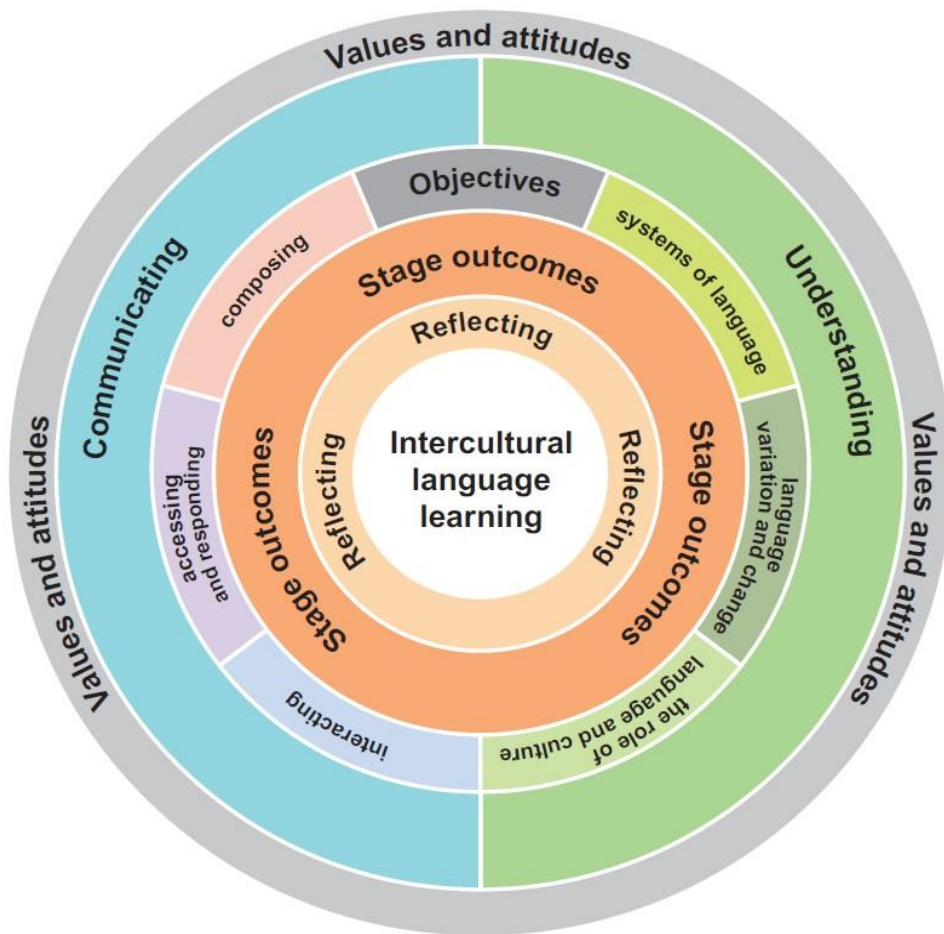 Values and attitudes
Values and attitudes
Values and attitudes
Communicating
Understanding
Objectives
composing
systems of language
accessing
and responding
language
variation and change
interacting
the role of
language and culture
Stage outcomes
Stage outcomes
Stage outcomes
Reflecting
Reflecting
Reflecting
Intercultural
language
learning